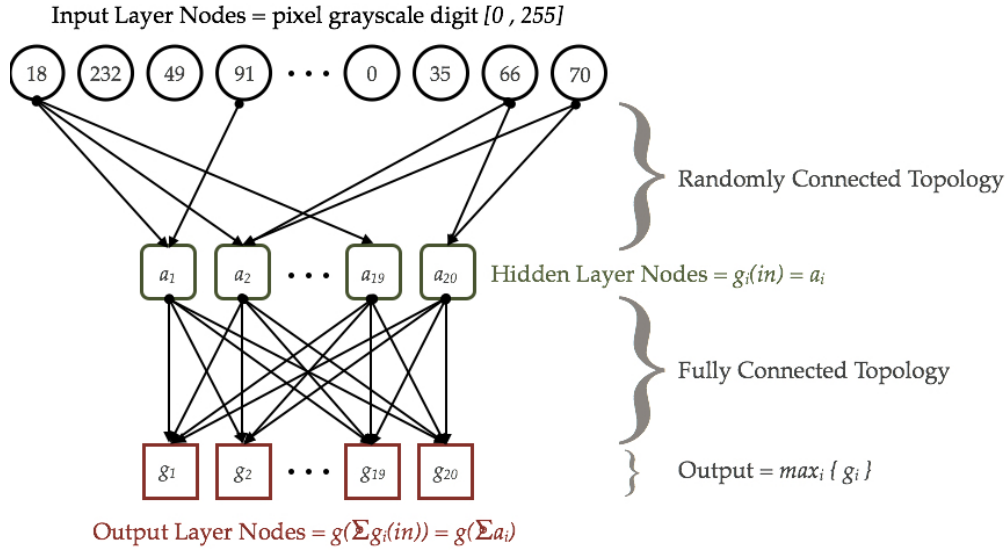 Input Layer Nodes = pixel grayscale digit [0 , 255]
18 232 49 91 • • • 0 35 66 70
Randomly Connected Topology
a1 a2 • • • a19 a20
Hidden Layer Nodes = gi(in) = ai
Fully Connected Topology
g1 g2 • • • g19 g20
Output = maxi { gi }
Output Layer Nodes = g(Σgi(in)) = g(Σai)